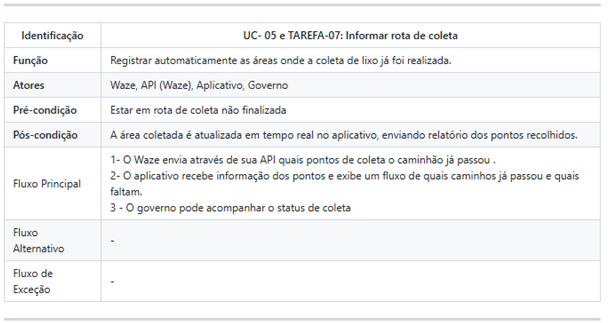 Identificação UC- 05 e TAREFA-07: Informar rota de coleta
Função Registrar automaticamente as áreas onde a coleta de lixo já foi realizada.
Atores Waze, API (Waze), Aplicativo, Governo
Pré-condição Estar em rota de coleta não finalizada
Pós-condição A área coletada é atualizada em tempo real no aplicativo, enviando relatório dos pontos recolhidos.
Fluxo Principal
1- O Waze envia através de sua API quais pontos de coleta o caminhão já passou .
2- O aplicativo recebe informação dos pontos e exibe um fluxo de quais caminhos já passou e quais
faltam.
3 - O governo pode acompanhar o status de coleta
Fluxo
Alternativo
-
Fluxo de
Exceção
-